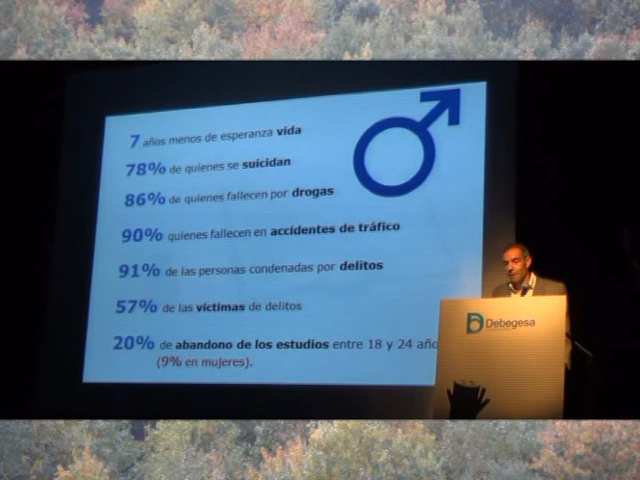 7 años menos de esperanza vida
78% de quienes se suicidan
86% de quienes fallecen por drogas
90% quienes fallecen en accidentes de tráfico
91% de las personas condenadas por delitos
57% de las víctimas de delitos
20% de abandono de los estudios entre 18 y 24 año
(9% en mujeres).
Debegesa